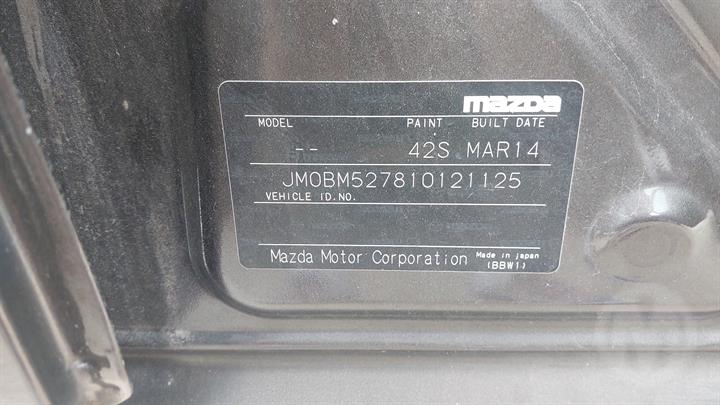 mazda
MODEL PAINT BUILT DATE
-- 42S MAR14
JM0BM527810121125
VEHICLE ID.NO.
Mazda Motor Corporation Made in japan
(BBW1)